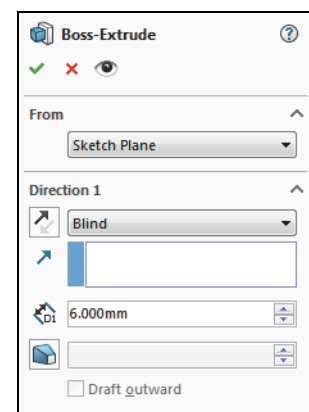 Boss-Extrude
From
Sketch Plane
Direction 1
Blind
D1
6.000mm
Draft outward